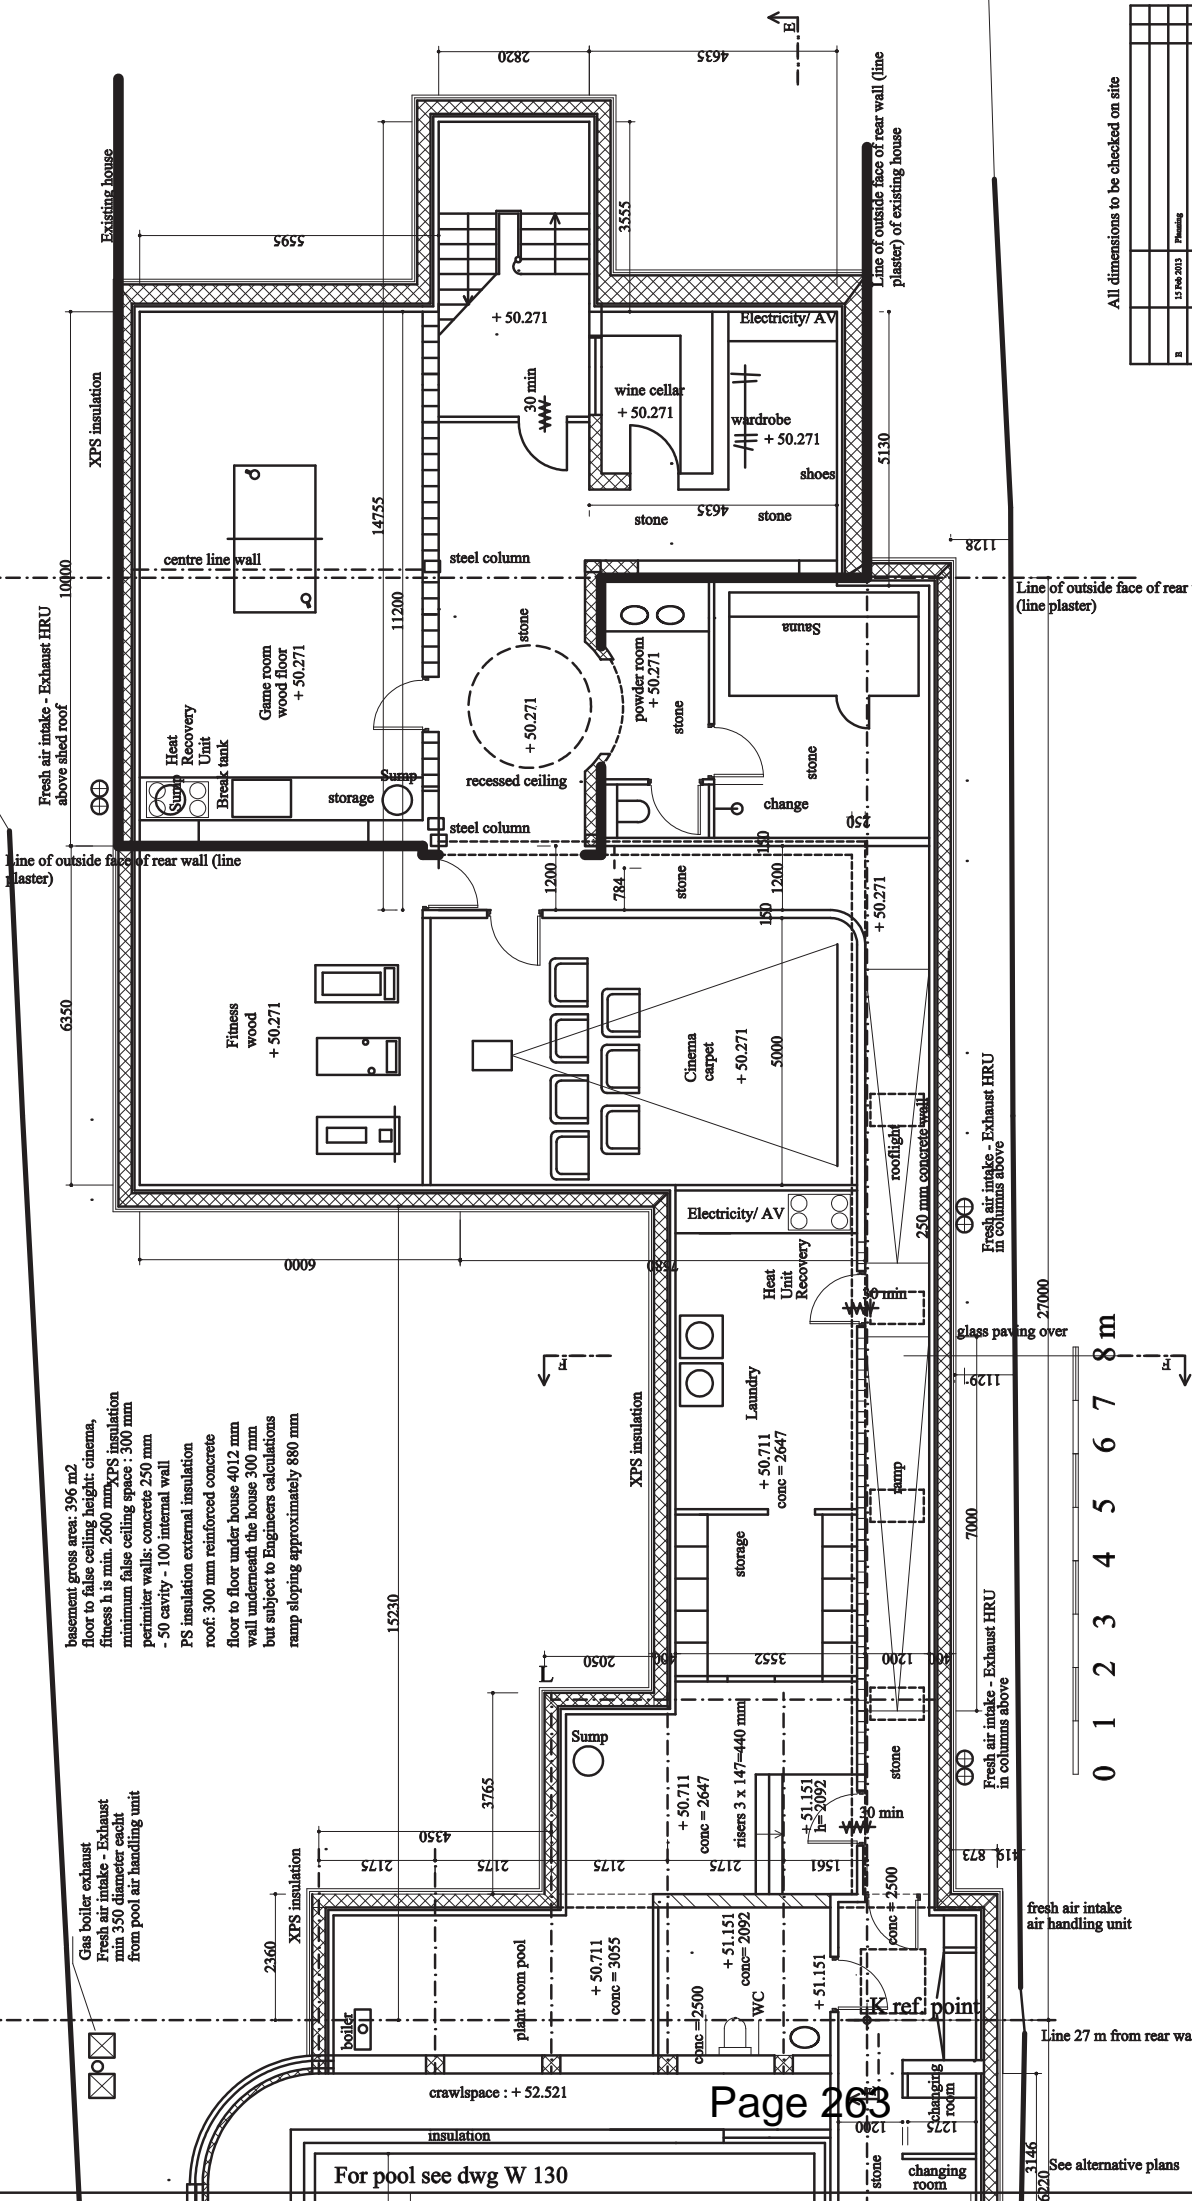 E
2820
4635
All dimensions to be checked on site
B
15 Feb 2013
Planning
Existing house
Line of outside face of rear wall (line
plaster) of existing house
5595
3555
+ 50.271
Electricity/ AV
30 min
wine cellar
+ 50.271
wardrobe
+ 50.271
shoes
5130
XPS insulation
14755
4635
stone
stone
1128
centre line wall
steel column
10000
11200
Line of outside face of rear
(line plaster)
Fresh air intake - Exhaust HRU
above shed roof
stone
Sauna
Game room
wood floor
+ 50.271
powder room
+ 50.271
stone
+ 50.271
recessed ceiling
stone
Heat
Recovery
Unit
Sump
Break tank
storage
Sump
change
250
steel column
150
Line of outside face of rear wall (line
plaster)
1200
784
stone
1200
150
+ 50.271
6350
Fitness
wood
+ 50.271
Cinema
carpet
+ 50.271
5000
rooflight
250 mm concrete wall
Fresh air intake - Exhaust HRU
in columns above
Electricity/ AV
6000
7580
Heat
Unit
Recovery
30 min
27000
glass paving over
F
F
1129
8 m
7
6
5
4
3
2
1
0
Laundry
+ 50.711
conc = 2647
XPS insulation
ramp
7000
basement gross area: 396 m2
floor to false ceiling height: cinema,
fitness h is min. 2600 mm
XPS insulation
minimum false ceiling space : 300 mm
perimiter walls: concrete 250 mm
- 50 cavity - 100 internal wall
PS insulation external insulation
roof: 300 mm reinforced concrete
floor to floor under house 4012 mm
wall underneath the house 300 mm
but subject to Engineers calculations
ramp sloping approximately 880 mm
15230
storage
2050
400
3552
1200
400
L
Sump
Fresh air intake - Exhaust HRU
in columns above
3765
+ 50.711
conc = 2647
risers 3 x 147=440 mm
+ 51.151
h= 2092
stone
30 min
4350
2175
2175
2175
2175
1561
873
419
Gas boiler exhaust
Fresh air intake - Exhaust
min 350 diameter eacht
from pool air handling unit
XPS insulation
2360
conc = 2500
fresh air intake
air handling unit
boiler
plant room pool
+ 50.711
conc = 3055
+ 51.151
conc= 2092
conc = 2500
WC
+ 51.151
K ref. point
Line 27 m from rear wa
crawlspace : + 52.521
Page 263
E
changing
room
1200
1275
insulation
For pool see dwg W 130
stone
changing
room
3146
6220
See alternative plans